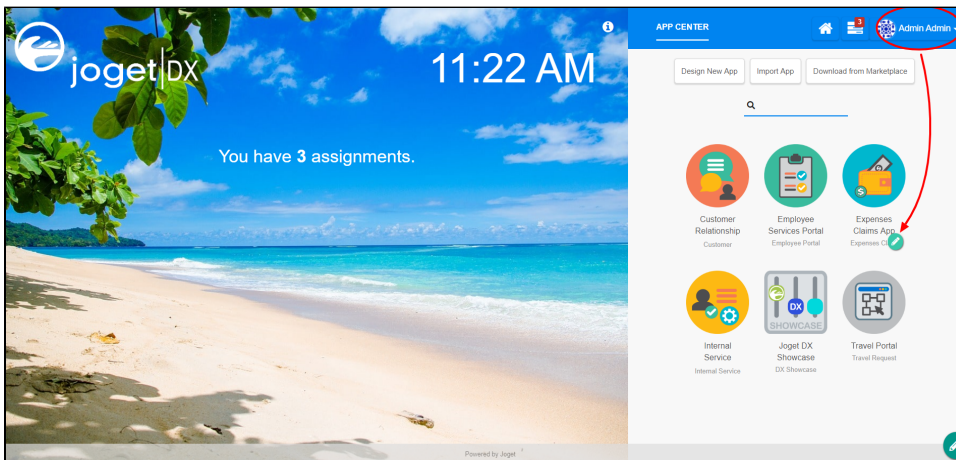 joget DX
11:22 AM
You have 3 assignments.
Powered by Joget
APP CENTER
3
Admin Admin
Design New App
Import App
Download from Marketplace
Customer
Relationship
Customer
Employee
Services Portal
Employee Portal
Expenses
Claims App
Expenses Cl
$
Internal
Service
Internal Service
DX
SHOWCASE
Joget DX
Showcase
DX Showcase
Travel Portal
Travel Request